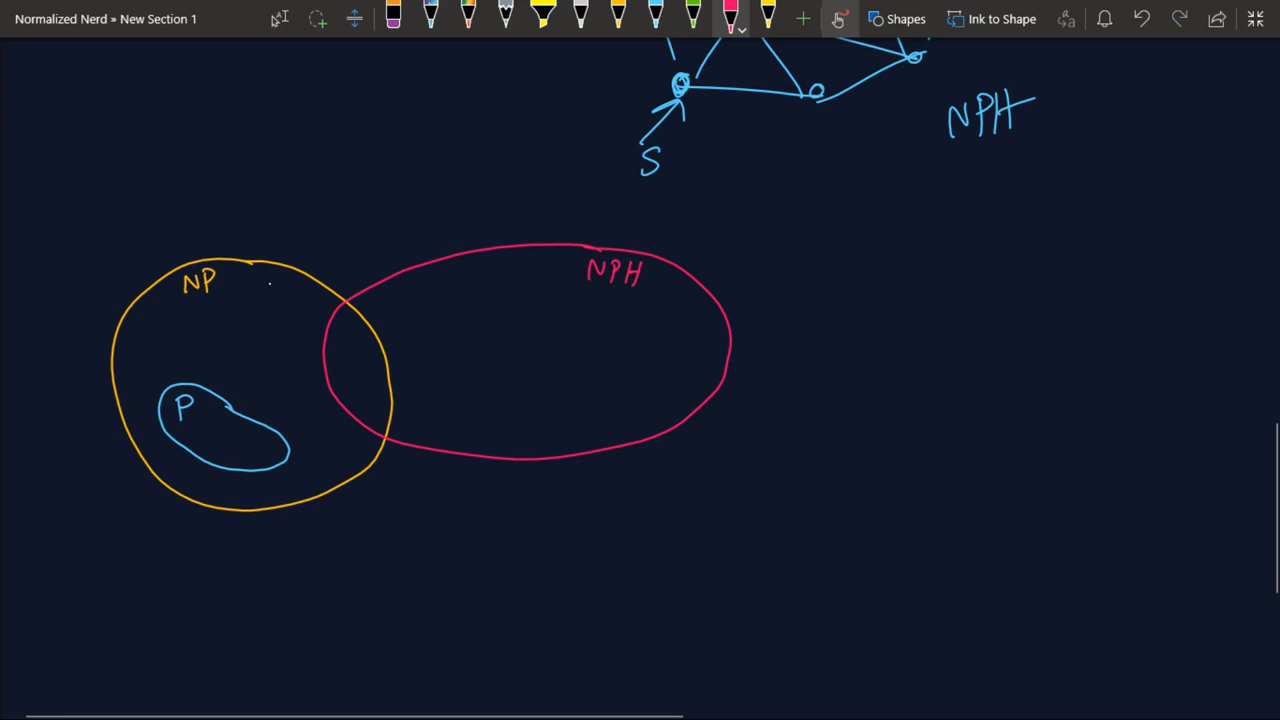 Normalized Nerd » New Section 1
Shapes
Ink to Shape
NPH
S
NP
NPH
P